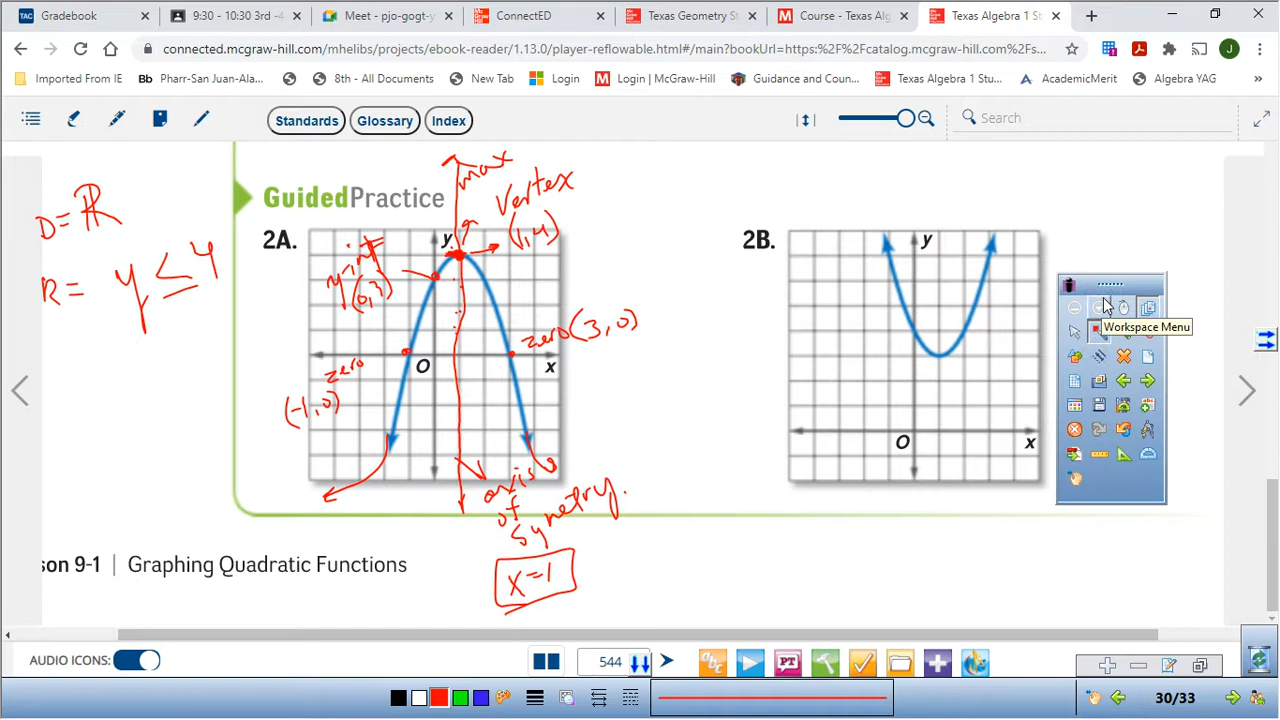 Gradebook
9:30 - 10:30 3rd -4
Meet - pjo-gogt-y
ConnectED
Texas Geometry St
Course - Texas Alg
Texas Algebra 1 St
connected.mcgraw-hill.com/mhelibs/projects/ebook-reader/1.13.0/player-reflowable.html#/main?bookUrl=https:%2F%2Fcatalog.mcgraw-hill.com%2Fs...
J
Imported From IE
Bb Pharr-San Juan-Ala...
8th - All Documents
New Tab
Login
Login | McGraw-Hill
Guidance and Coun...
Texas Algebra 1 Stu...
AcademicMerit
Algebra YAG
Standards
Glossary
Index
Search
GuidedPractice
max
vertex
(1,4)
D=ℝ
R= y ≤ 4
2A.
y
y-int
(0,3)
zero (3,0)
zero
(-1,0)
O
x
axis
of
symetry.
x=1
2B.
y
O
x
Workspace Menu
sson 9-1 | Graphing Quadratic Functions
AUDIO ICONS:
544
abc
PT
30/33